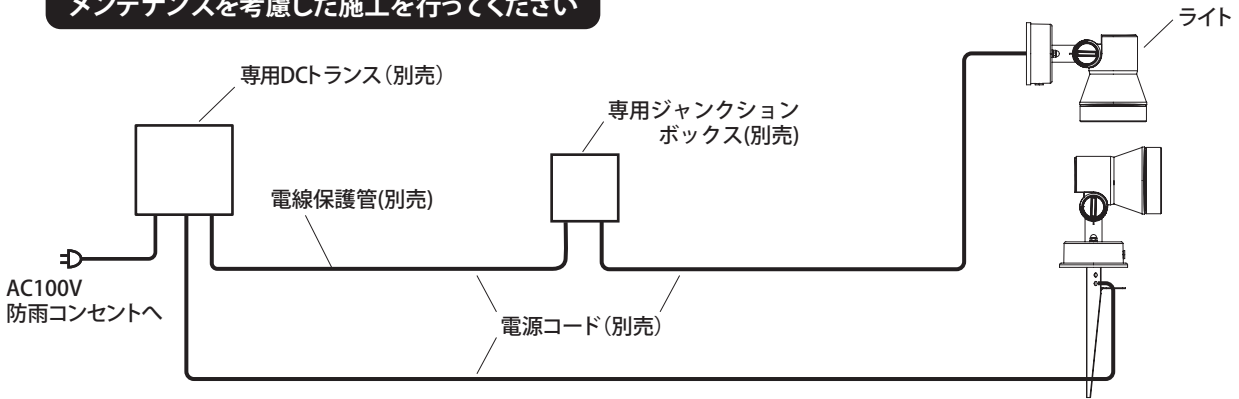 メンテナンスを考慮した施工を行ってください
ライト
専用DCトランス（別売）
専用ジャンクション
ボックス(別売)
電線保護管(別売)
AC100V
防雨コンセントへ
電源コード（別売）